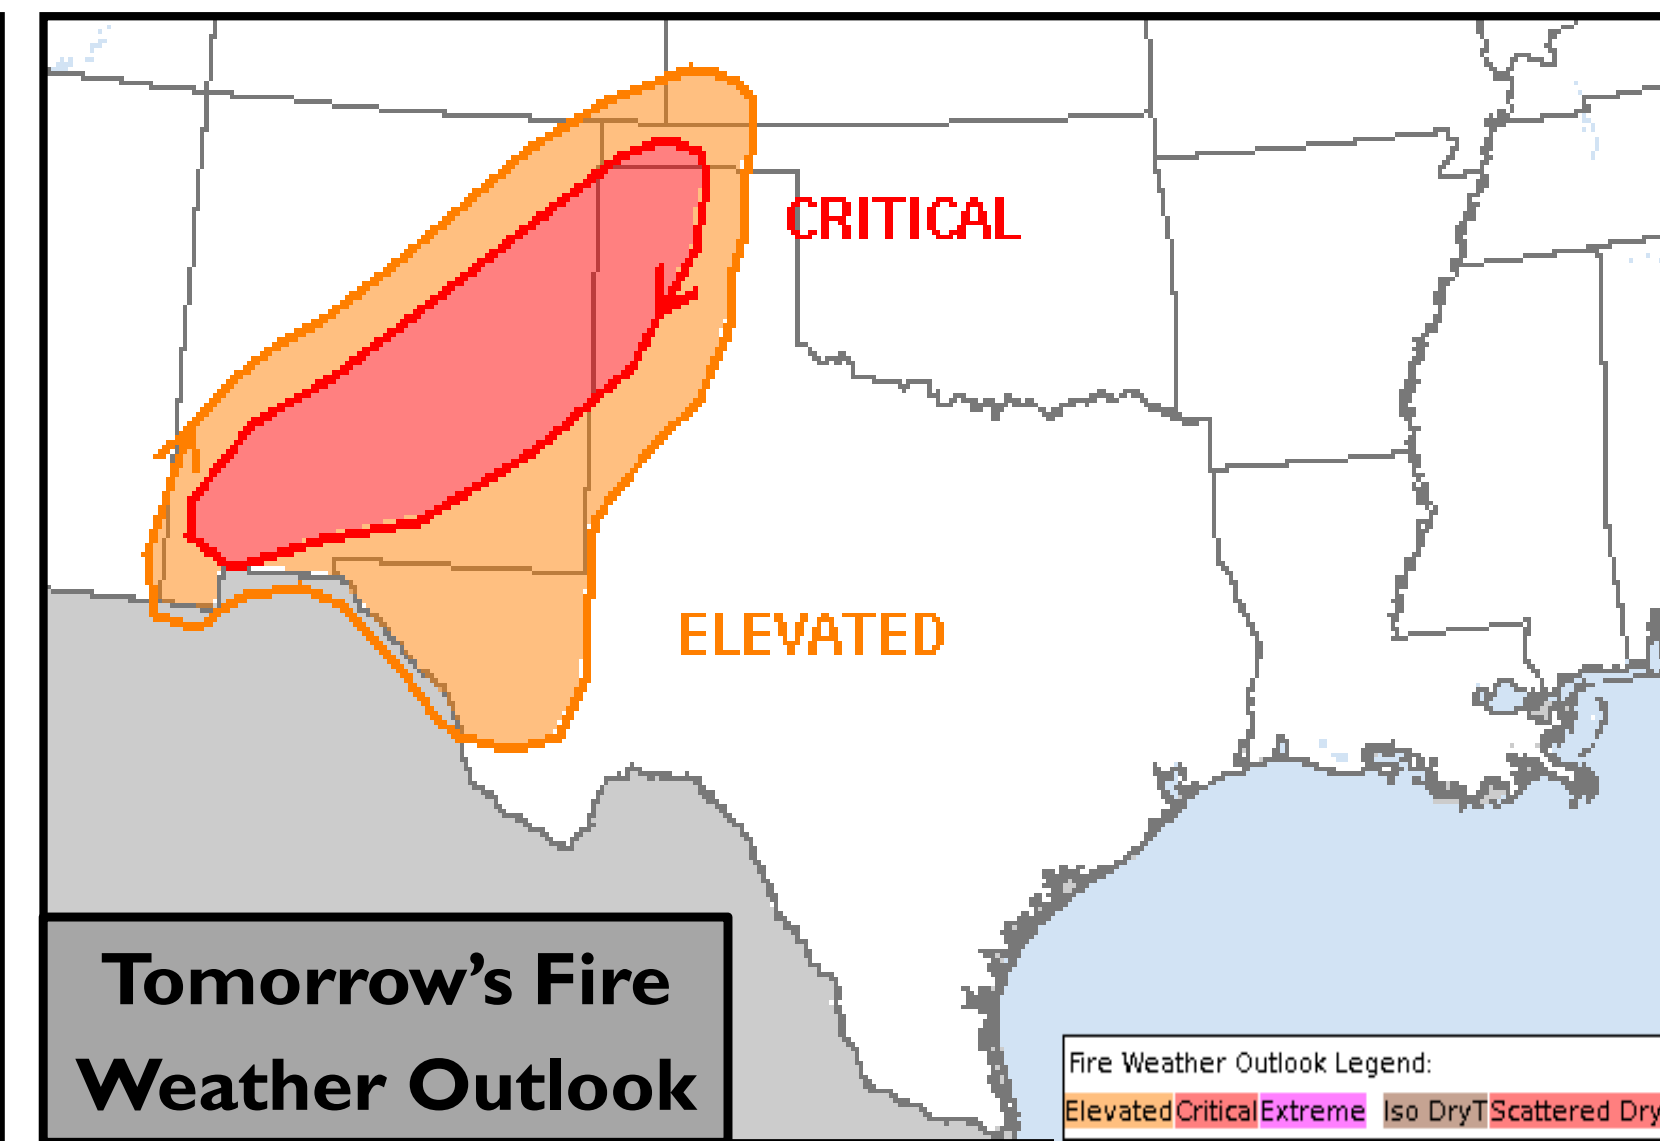 CRITICAL
ELEVATED
Tomorrow’s Fire
Weather Outlook
Fire Weather Outlook Legend:
Elevated Critical Extreme Iso DryT Scattered Dry